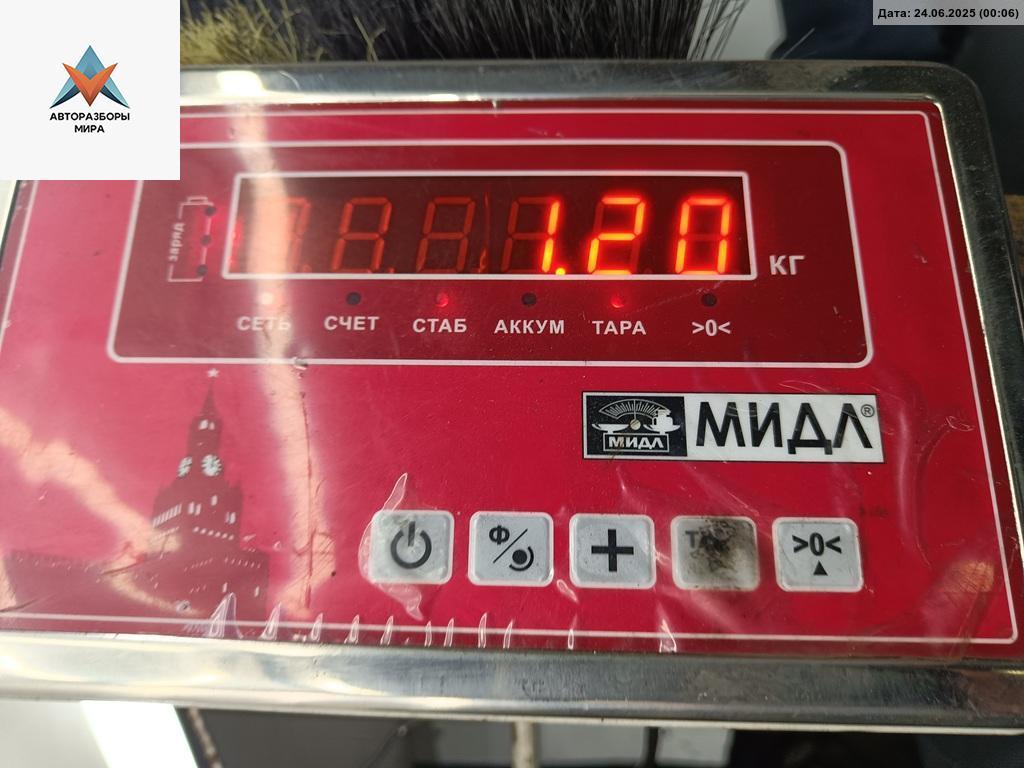 Дата: 24.06.2025 (00:06)
АВТОРАЗБОРЫ
МИРА
заряд
1.20
КГ
СЕТЬ СЧЕТ СТАБ АККУМ ТАРА >0<
МИДЛ
МИДЛ®
Ф/
+
>0<